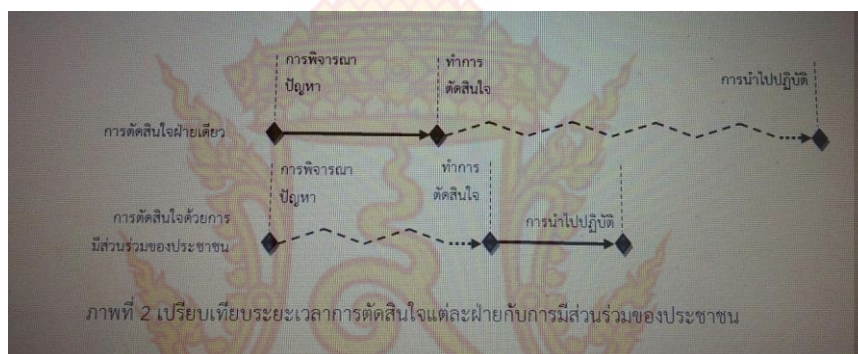 การพิจารณา
ปัญหา
ทำการ
ตัดสินใจ
การนำไปปฏิบัติ
การตัดสินใจฝ่ายเดียว
การพิจารณา
ปัญหา
ทำการ
ตัดสินใจ
การตัดสินใจด้วยการ
มีส่วนร่วมของประชาชน
การนำไปปฏิบัติ
ภาพที่ 2 เปรียบเทียบระยะเวลาการตัดสินใจแต่ละฝ่ายกับการมีส่วนร่วมของประชาชน